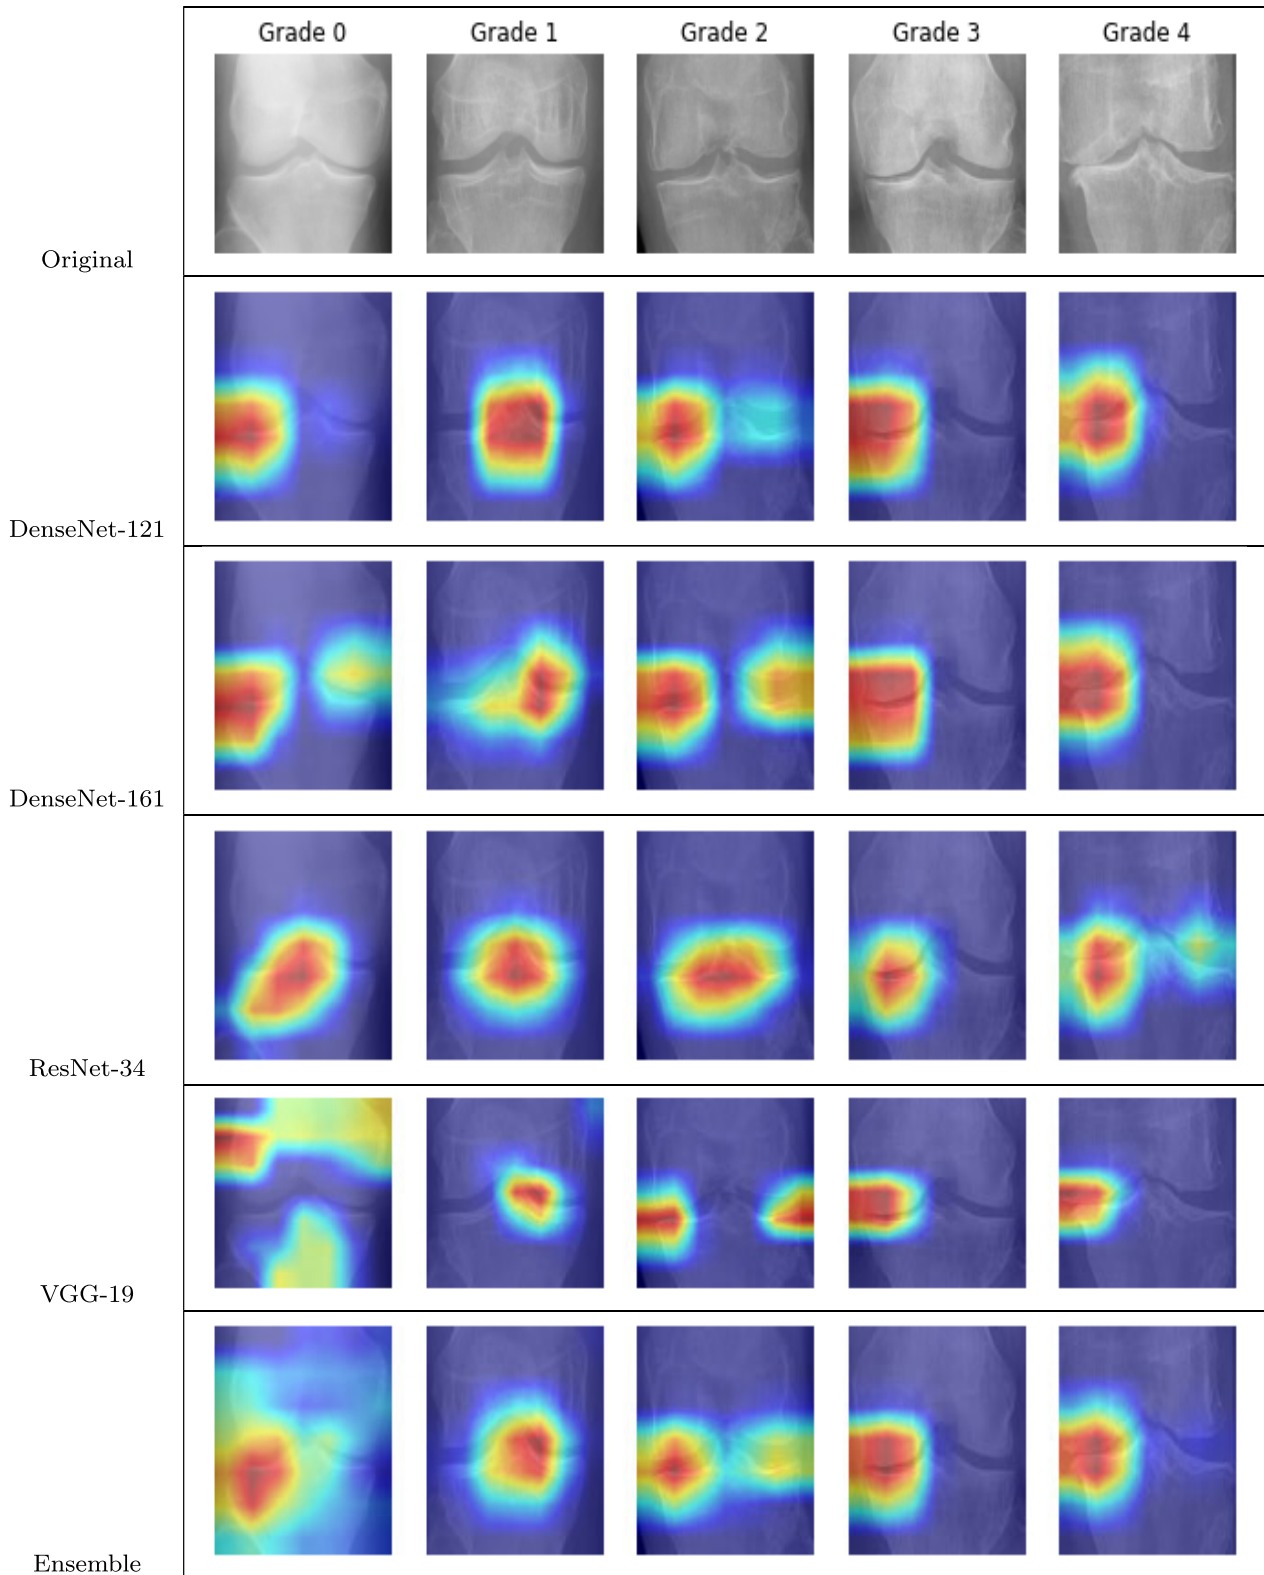 Grade 0 Grade 1 Grade 2 Grade 3 Grade 4
Original
DenseNet-121
DenseNet-161
ResNet-34
VGG-19
Ensemble